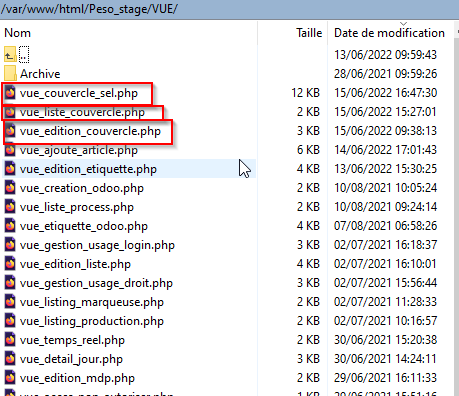 /var/www/html/Peso_stage/VUE/
Nom Taille Date de modification
.. 13/06/2022 09:59:43
Archive 28/06/2021 09:59:26
vue_couvercle_sel.php 12 KB 15/06/2022 16:47:30
vue_liste_couvercle.php 2 KB 15/06/2022 15:27:01
vue_edition_couvercle.php 3 KB 15/06/2022 09:38:13
vue_ajoute_article.php 6 KB 14/06/2022 17:01:43
vue_edition_etiquette.php 4 KB 13/06/2022 15:30:25
vue_creation_odoo.php 2 KB 10/08/2021 10:05:24
vue_liste_process.php 2 KB 10/08/2021 09:24:14
vue_etiquette_odoo.php 4 KB 07/08/2021 06:58:26
vue_gestion_usage_login.php 3 KB 02/07/2021 16:18:37
vue_edition_liste.php 4 KB 02/07/2021 16:10:01
vue_gestion_usage_droit.php 3 KB 02/07/2021 15:56:44
vue_listing_marqueuse.php 2 KB 02/07/2021 11:28:33
vue_listing_production.php 2 KB 02/07/2021 10:16:57
vue_temps_reel.php 2 KB 30/06/2021 15:20:38
vue_detail_jour.php 3 KB 30/06/2021 14:24:11
vue_edition_mdp.php 2 KB 29/06/2021 16:11:33